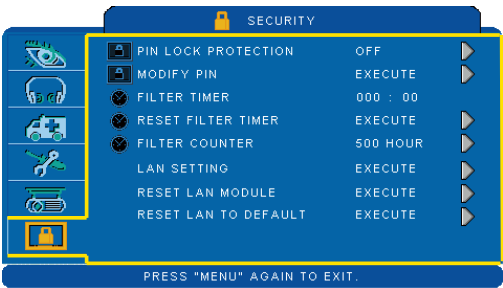 SECURITY
PIN LOCK PROTECTION OFF
MODIFY PIN EXECUTE
FILTER TIMER 000 : 00
RESET FILTER TIMER EXECUTE
FILTER COUNTER 500 HOUR
LAN SETTING EXECUTE
RESET LAN MODULE EXECUTE
RESET LAN TO DEFAULT EXECUTE
PRESS "MENU" AGAIN TO EXIT.